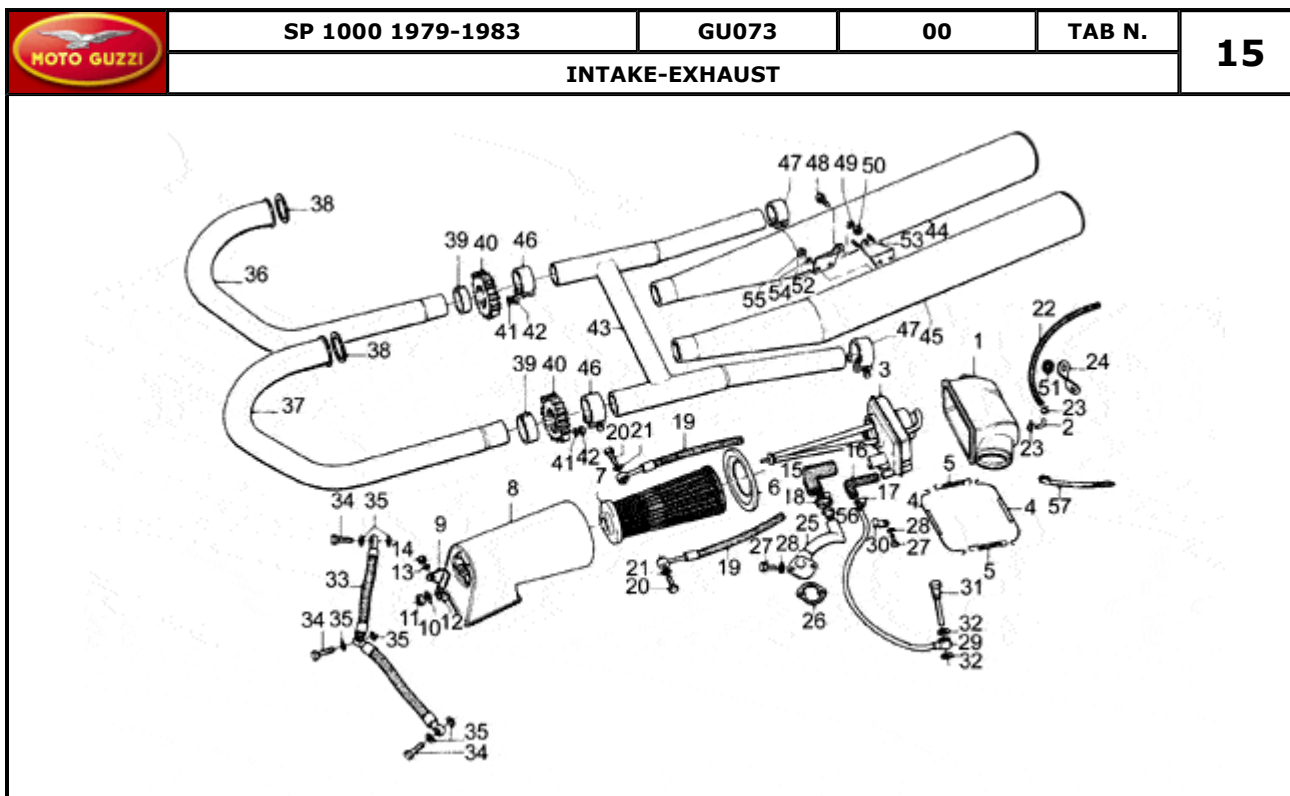 MOTO GUZZI
SP 1000 1979-1983 GU073 00 TAB N. 15
INTAKE-EXHAUST
47 48 49 50
38
39 40 46 53 44
36
55 54 52
41 42 43
22
38
47 45 1
39 40 46 3 24
51
37
23
20 21 19 2
41 42 23
7 15 16
8 5
34 35 6 18 17 4 4 57
9 56 28
14 25 30 27
13 27 28 5
33 21 19 31
11 10 12 20
34 35 35 26 32
29
32
35
34